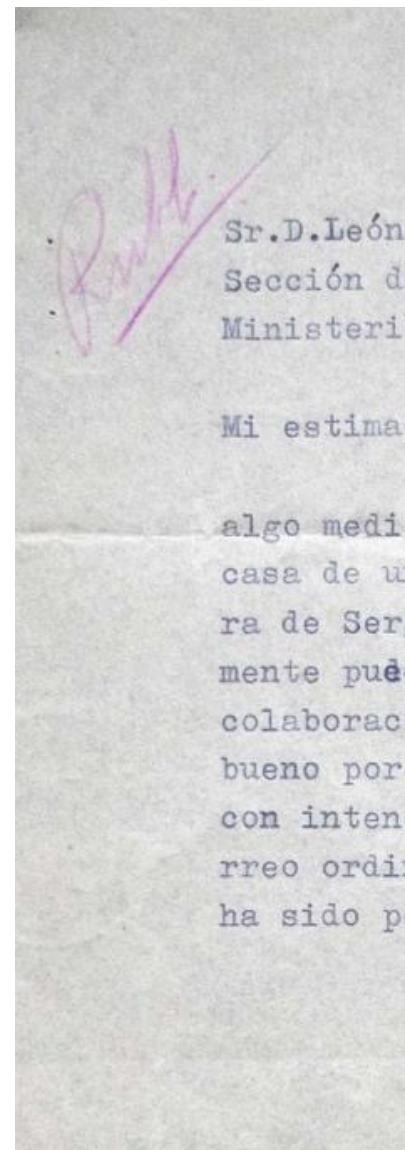 Sr.D.León
Sección d
Ministeri
Mi estima
algo medi
casa de u
ra de Ser
mente pue
colaborac
bueno por
con inten
rreo ordi
ha sido p